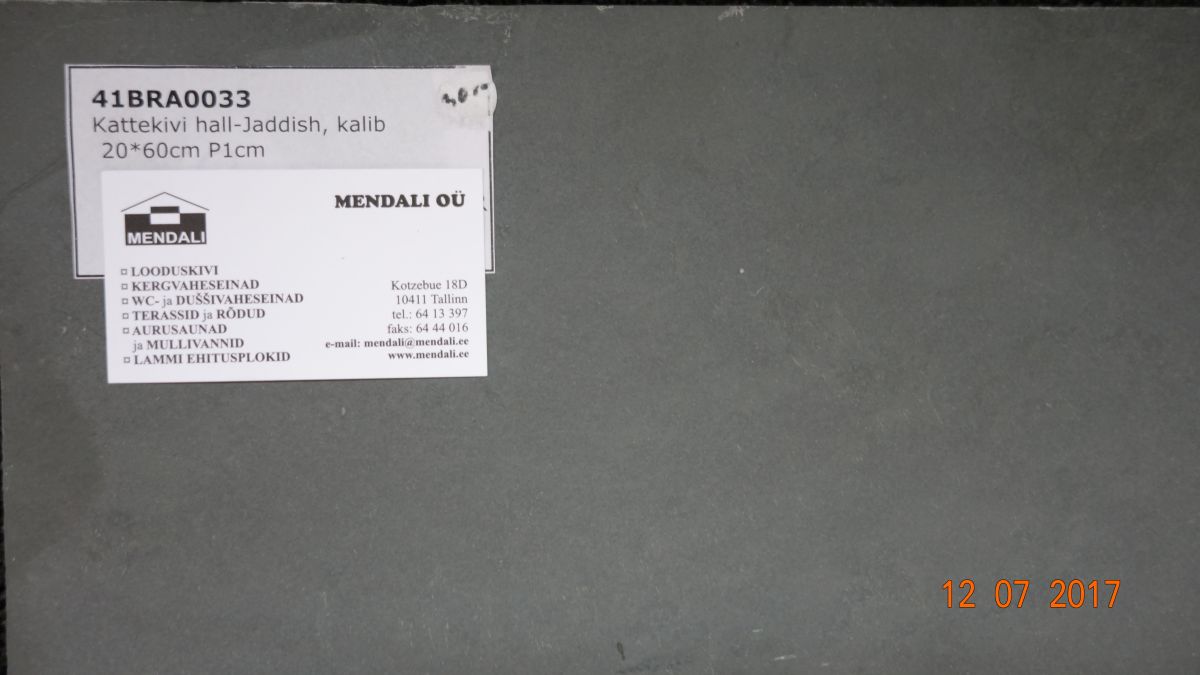 41BRA0033
Kattekivi hall-Jaddish, kalib
20*60cm P1cm
MENDALI OÜ
MENDALI
¤ LOODUSKIVI
¤ KERGVAHESEINAD
¤ WC- ja DUŠŠIVAHESEINAD
¤ TERASSID ja RÕDUD
¤ AURUSAUNAD
ja MULLIVANNID
¤ LAMMI EHITUSPLOKID
Kotzebue 18D
10411 Tallinn
tel.: 64 13 397
faks: 64 44 016
e-mail: mendali@mendali.ee
www.mendali.ee
12 07 2017